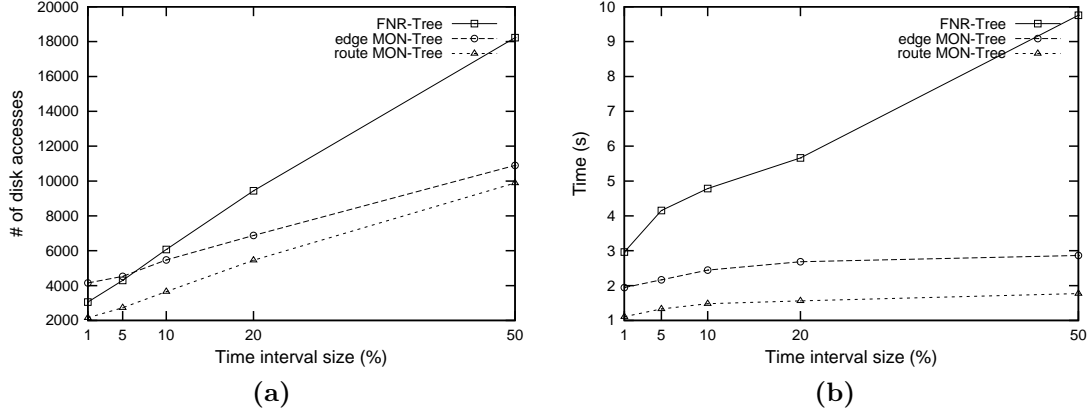 20000
18000
16000
14000
12000
10000
8000
6000
4000
2000
# of disk accesses
FNR-Tree
edge MON-Tree
route MON-Tree
1 5 10 20 50
Time interval size (%)
(a)
10
9
8
7
6
5
4
3
2
1
Time (s)
FNR-Tree
edge MON-Tree
route MON-Tree
1 5 10 20 50
Time interval size (%)
(b)